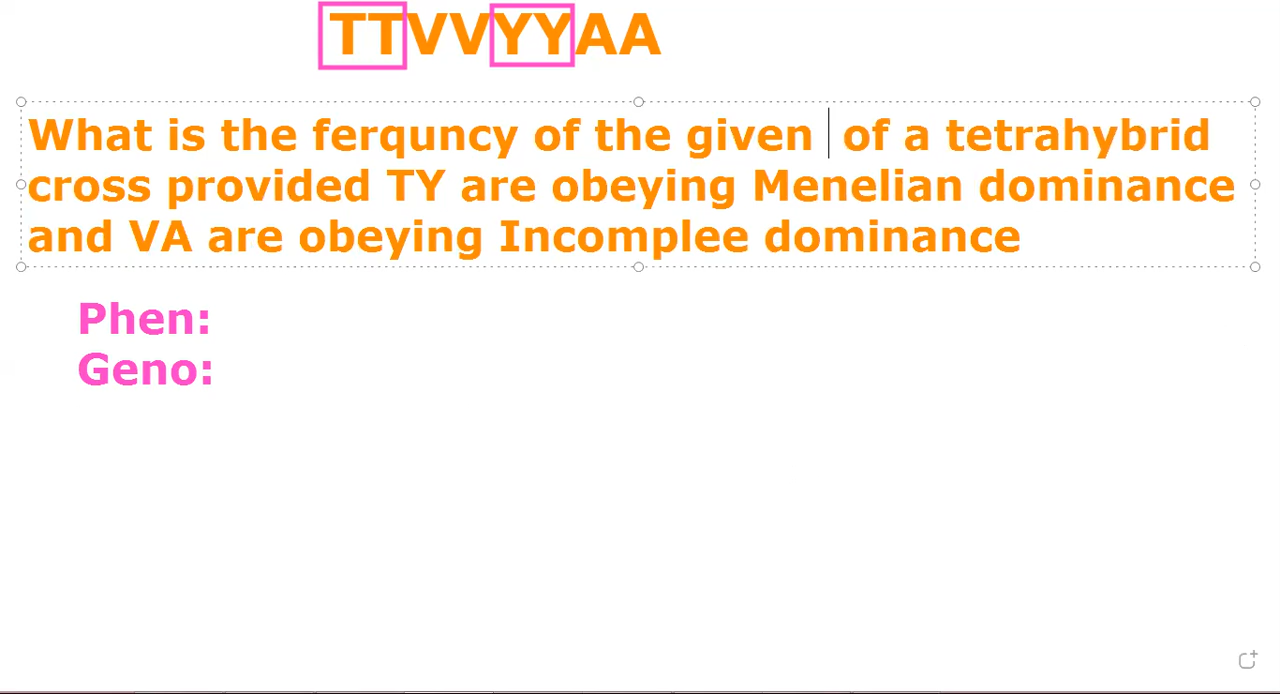 TTVVYYAA
What is the ferquncy of the given of a tetrahybrid
cross provided TY are obeying Menelian dominance
and VA are obeying Incomplee dominance
Phen:
Geno: